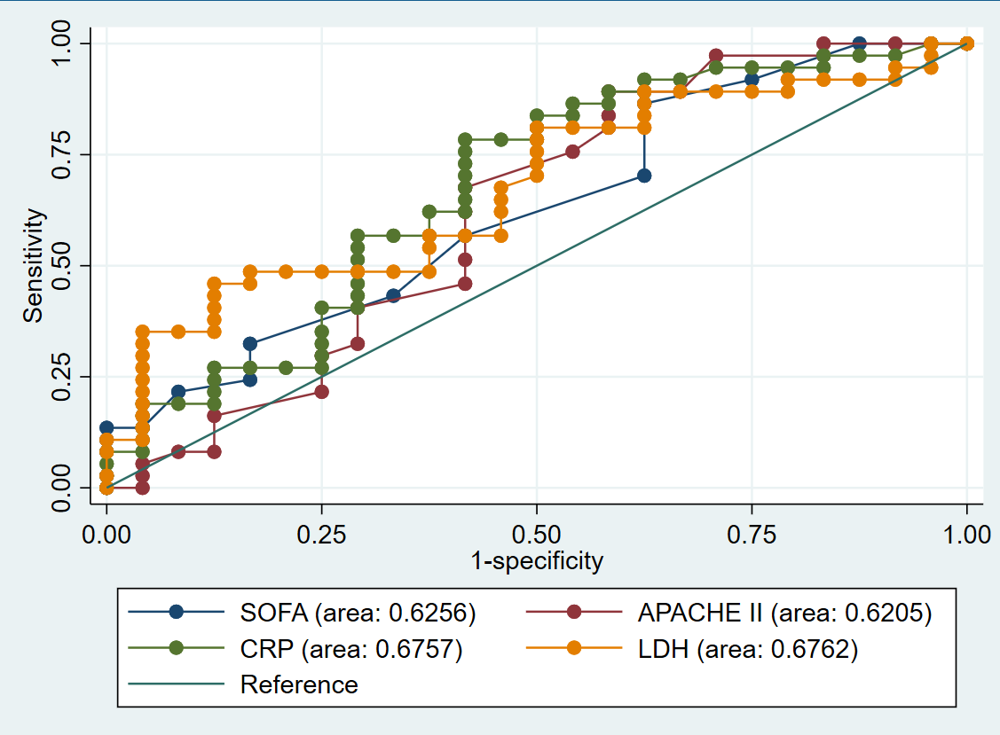 Sensitivity
1.00
0.75
0.50
0.25
0.00
0.00 0.25 0.50 0.75 1.00
1-specificity
SOFA (area: 0.6256) APACHE II (area: 0.6205)
CRP (area: 0.6757) LDH (area: 0.6762)
Reference